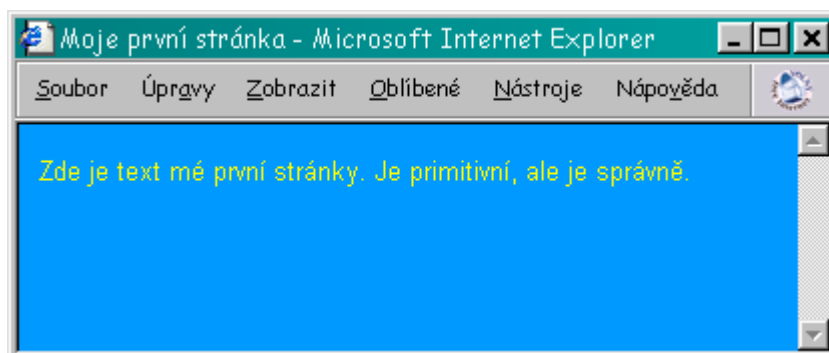 Moje první stránka - Microsoft Internet Explorer
Soubor Úpravy Zobrazit Oblíbené Nástroje Nápověda
Zde je text mé první stránky. Je primitivní, ale je správně.